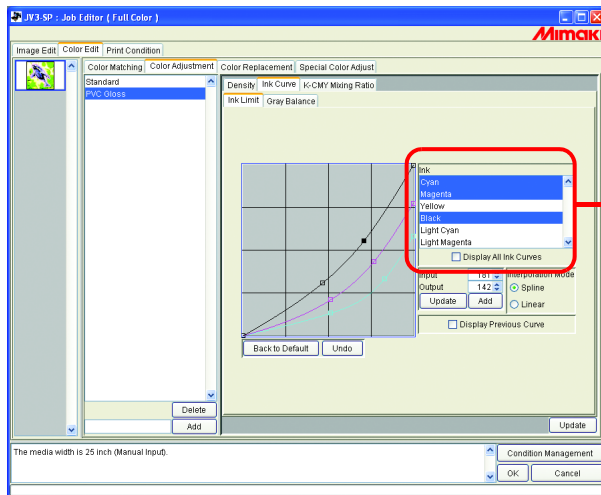 JV3-SP : Job Editor ( Full Color )
Mimaki
Image Edit Color Edit Print Condition
Color Matching Color Adjustment Color Replacement Special Color Adjust
Standard
PVC Gloss
Density Ink Curve K-CMY Mixing Ratio
Ink Limit Gray Balance
Ink
Cyan
Magenta
Yellow
Black
Light Cyan
Light Magenta
Display All Ink Curves
Input 181 Interpolation Mode
Output 142 Spline
Update Add Linear
Display Previous Curve
Back to Default Undo
Delete
Add
Update
The media width is 25 inch (Manual Input).
Condition Management
OK Cancel